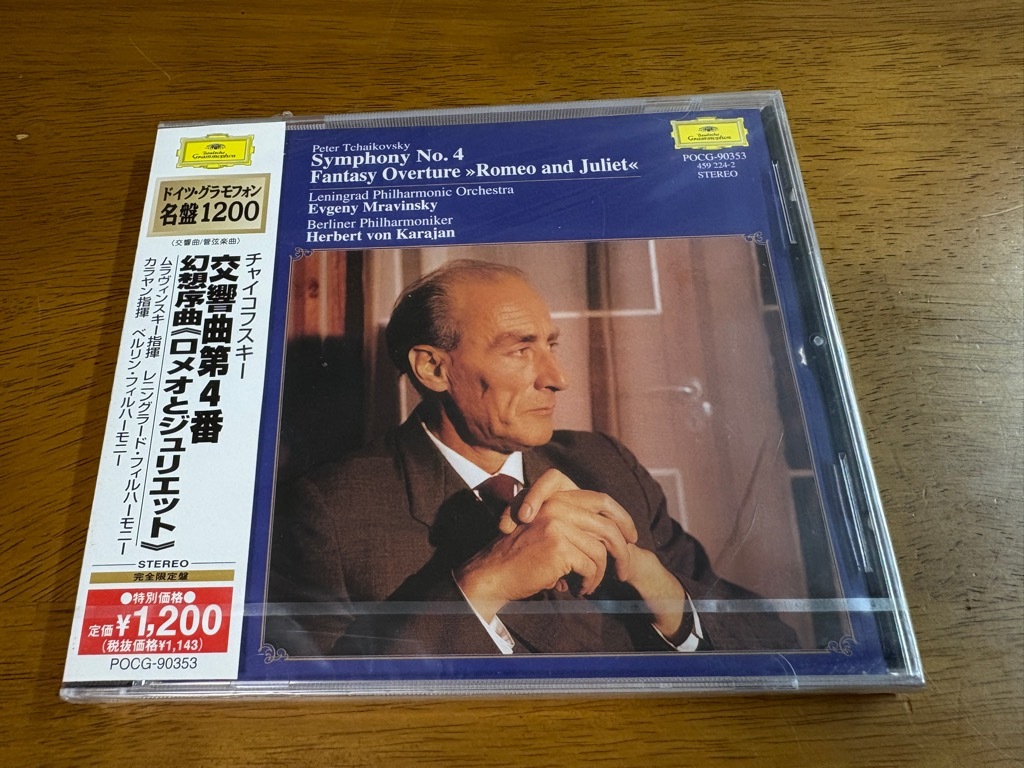 Deutsche
Grammophon
ドイツ・グラモフォン
名盤1200
〈交響曲/管弦楽曲〉
チャイコフスキー
交響曲第4番
幻想序曲《ロメオとジュリエット》
ムラヴィンスキー指揮 レニングラード・フィルハーモニー
カラヤン指揮 ベルリン・フィルハーモニー
STEREO
完全限定盤
●特別価格●
定価¥1,200
(税抜価格¥1,143)
POCG-90353
Peter Tchaikovsky
Symphony No. 4
Fantasy Overture »Romeo and Juliet«
Leningrad Philharmonic Orchestra
Evgeny Mravinsky
Berliner Philharmoniker
Herbert von Karajan
Deutsche
Grammophon
POCG-90353
459 224-2
STEREO